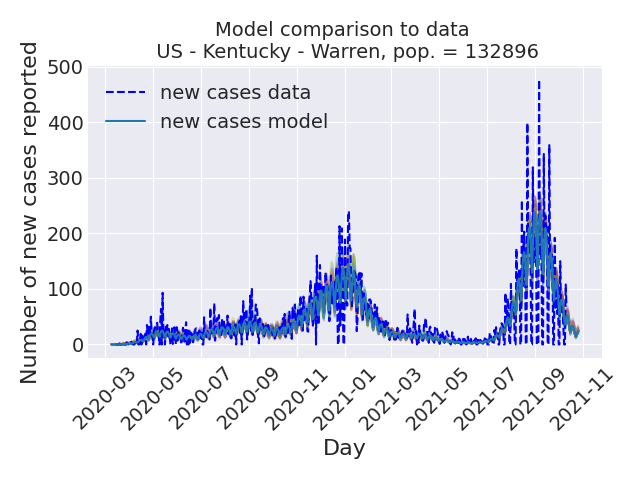 Model comparison to data
US - Kentucky - Warren, pop. = 132896
Number of new cases reported
500
400
300
200
100
0
new cases data
new cases model
2020-03
2020-05
2020-07
2020-09
2020-11
2021-01
2021-03
2021-05
2021-07
2021-09
2021-11
Day